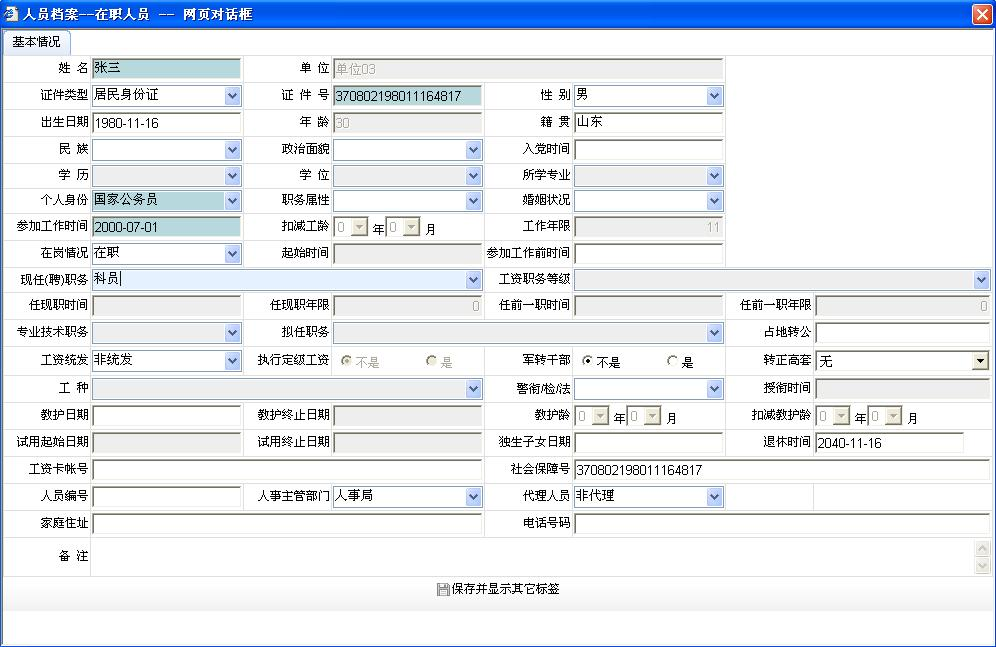 人员档案--在职人员 -- 网页对话框
基本情况
姓 名 张三 单 位 单位03
证件类型 居民身份证 证 件 号 370802198011164817 性 别 男
出生日期 1980-11-16 年 龄 30 籍 贯 山东
民 族 政治面貌 入党时间
学 历 学 位 所学专业
个人身份 国家公务员 职务属性 婚姻状况
参加工作时间 2000-07-01 扣减工龄 0 年 0 月 工作年限 11
在岗情况 在职 起始时间 参加工作前时间
现任(聘)职务 科员 工资职务等级
任现职时间 任现职年限 0 任前一职时间 任前一职年限 0
专业技术职务 拟任职务 占地转公
工资统发 非统发 执行定级工资 不是 是 军转干部 不是 是 转正高套 无
工 种 警衔/检/法 授衔时间
教护日期 教护终止日期 教护龄 0 年 0 月 扣减教护龄 0 年 0 月
试用起始日期 试用终止日期 独生子女日期 退休时间 2040-11-16
工资卡帐号 社会保障号 370802198011164817
人员编号 人事主管部门 人事局 代理人员 非代理
家庭住址 电话号码
备 注
保存并显示其它标签